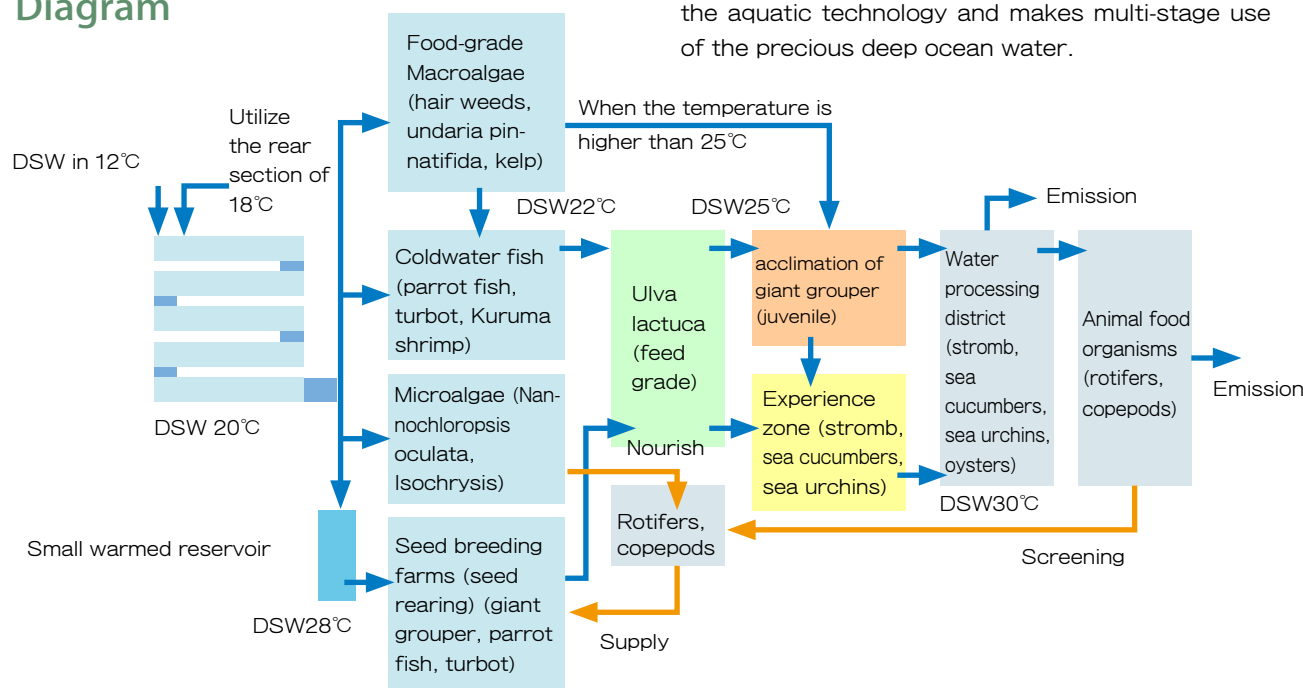 Diagram
the aquatic technology and makes multi-stage use
of the precious deep ocean water.
DSW in 12℃
Utilize
the rear
section of
18℃
DSW 20℃
Small warmed reservoir
DSW28℃
Food-grade
Macroalgae
(hair weeds,
undaria pin-
natifida, kelp)
When the temperature is
higher than 25℃
Coldwater fish
(parrot fish,
turbot, Kuruma
shrimp)
Microalgae (Nan-
nochloropsis
oculata,
Isochrysis)
Seed breeding
farms (seed
rearing) (giant
grouper, parrot
fish, turbot)
DSW22℃
Ulva
lactuca
(feed
grade)
Nourish
Rotifers,
copepods
Supply
DSW25℃
acclimation of
giant grouper
(juvenile)
Experience
zone (stromb,
sea cucumbers,
sea urchins)
Emission
Water
processing
district
(stromb,
sea
cucumbers,
sea urchins,
oysters)
DSW30℃
Animal food
organisms
(rotifers,
copepods)
Emission
Screening